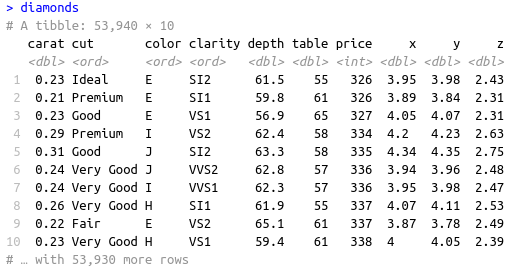 > diamonds
# A tibble: 53,940 × 10
   carat cut       color clarity depth table price     x     y     z
   <dbl> <ord>     <ord> <ord>   <dbl> <dbl> <int> <dbl> <dbl> <dbl>
 1  0.23 Ideal     E     SI2      61.5    55   326  3.95  3.98  2.43
 2  0.21 Premium   E     SI1      59.8    61   326  3.89  3.84  2.31
 3  0.23 Good      E     VS1      56.9    65   327  4.05  4.07  2.31
 4  0.29 Premium   I     VS2      62.4    58   334  4.2   4.23  2.63
 5  0.31 Good      J     SI2      63.3    58   335  4.34  4.35  2.75
 6  0.24 Very Good J     VVS2     62.8    57   336  3.94  3.96  2.48
 7  0.24 Very Good I     VVS1     62.3    57   336  3.95  3.98  2.47
 8  0.26 Very Good H     SI1      61.9    55   337  4.07  4.11  2.53
 9  0.22 Fair      E     VS2      65.1    61   337  3.87  3.78  2.49
10  0.23 Very Good H     VS1      59.4    61   338  4     4.05  2.39
# … with 53,930 more rows